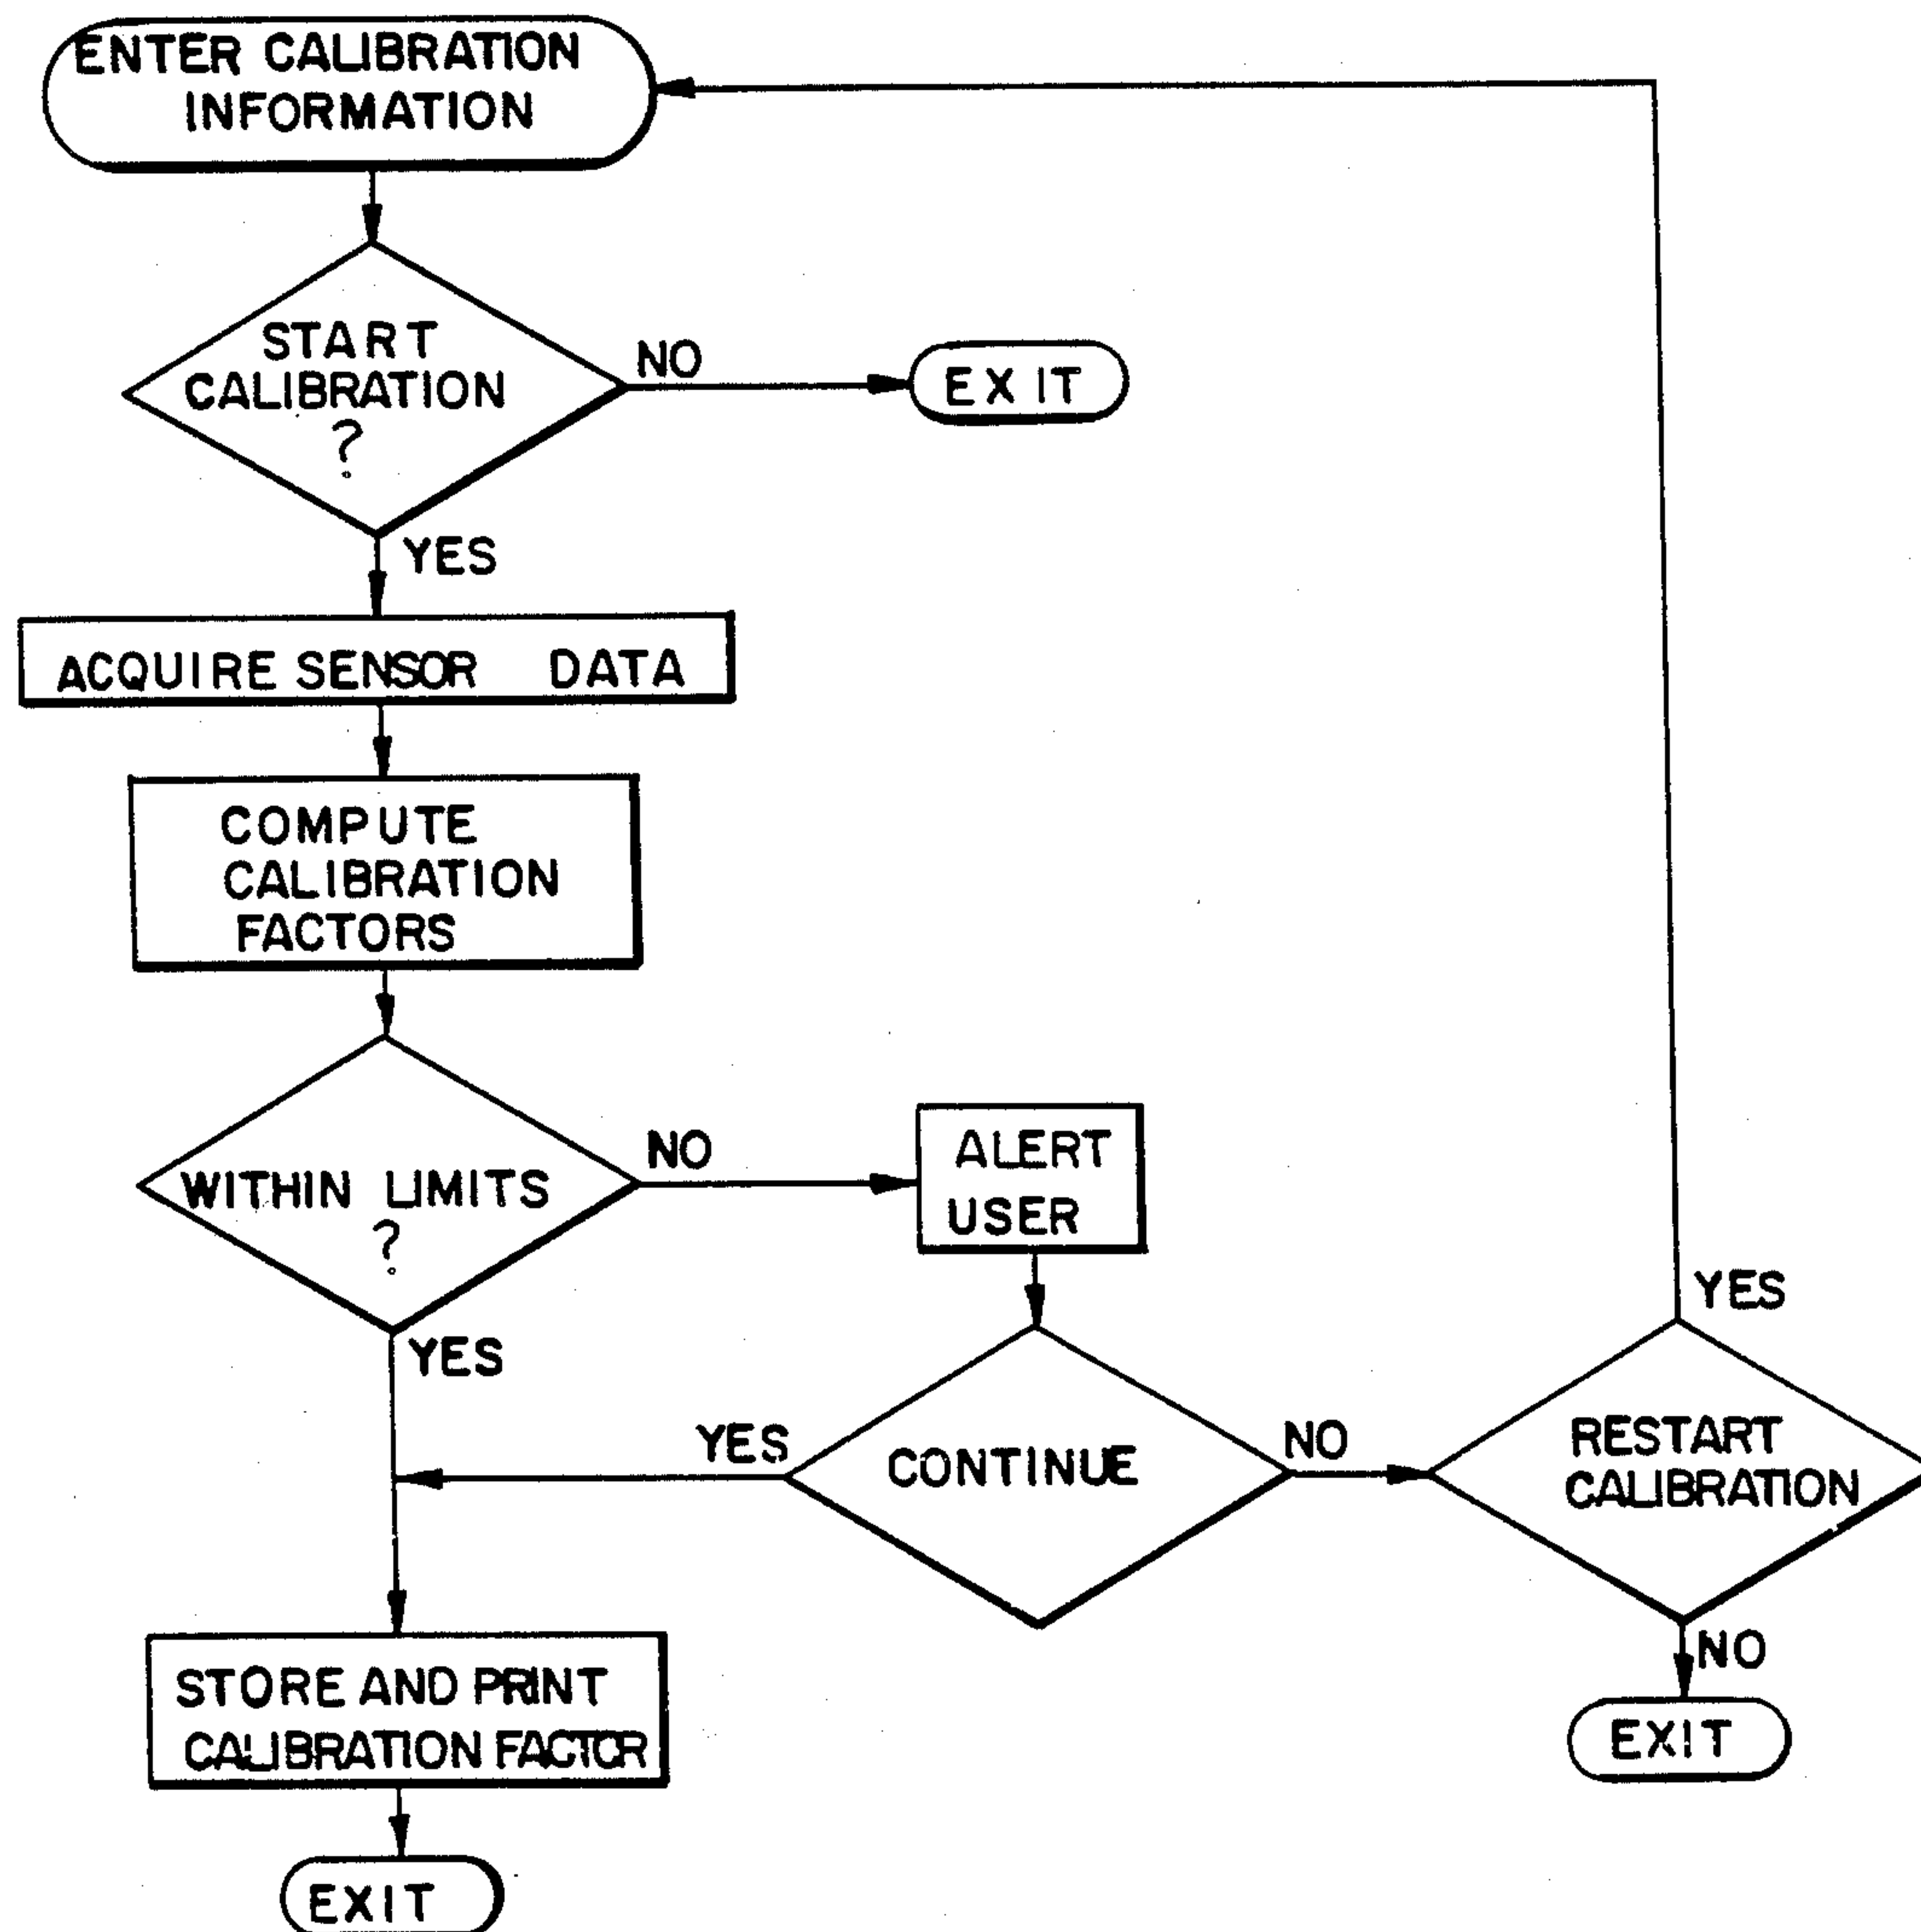 ENTER CALIBRATION
INFORMATION
START
CALIBRATION
?
NO
EXIT
YES
ACQUIRE SENSOR DATA
COMPUTE
CALIBRATION
FACTORS
WITHIN LIMITS
?
NO
ALERT
USER
YES
YES
CONTINUE
NO
RESTART
CALIBRATION
YES
NO
EXIT
STORE AND PRINT
CALIBRATION FACTOR
EXIT